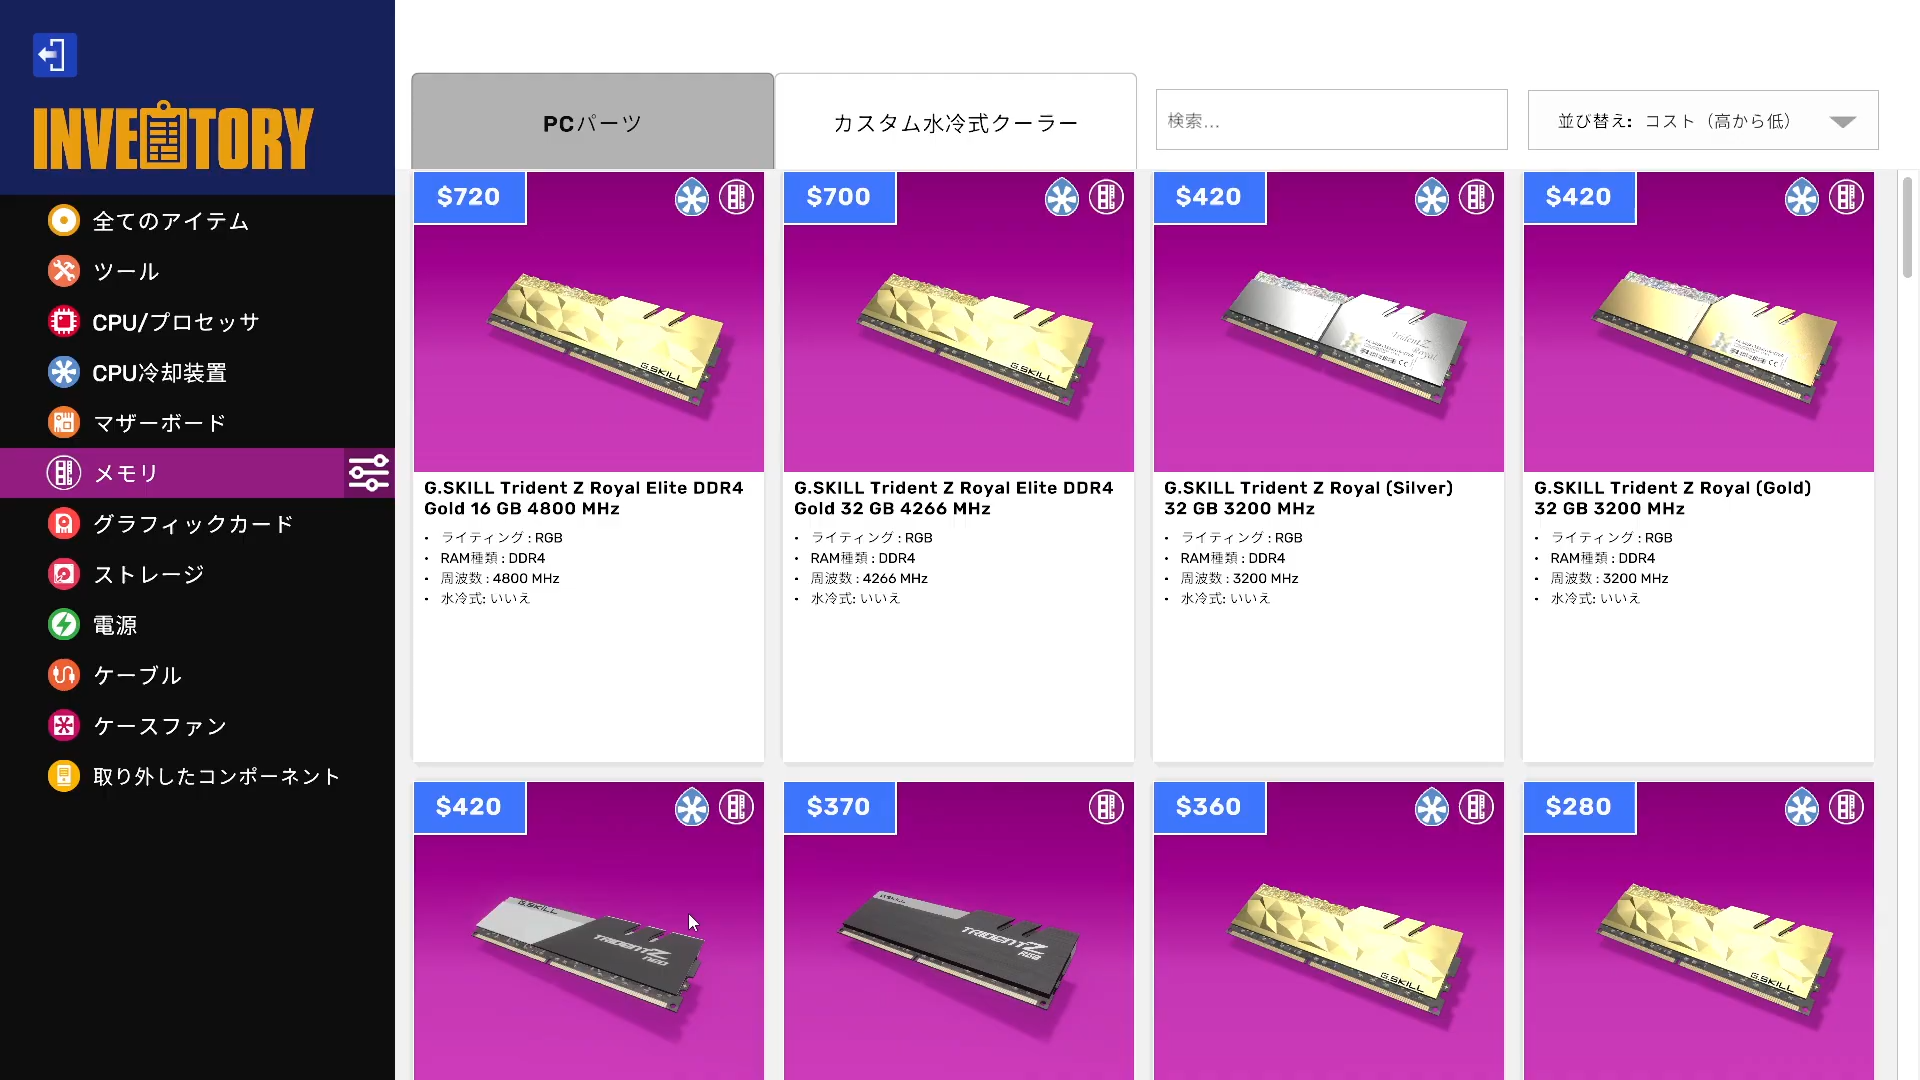 INVENTORY
全てのアイテム
ツール
CPU/プロセッサ
CPU冷却装置
マザーボード
メモリ
グラフィックカード
ストレージ
電源
ケーブル
ケースファン
取り外したコンポーネント
PCパーツ
カスタム水冷式クーラー
検索...
並び替え: コスト（高から低）
$720
G.SKILL
G.SKILL Trident Z Royal Elite DDR4
Gold 16 GB 4800 MHz
・ ライティング : RGB
・ RAM種類 : DDR4
・ 周波数 : 4800 MHz
・ 水冷式: いいえ
$700
G.SKILL
G.SKILL Trident Z Royal Elite DDR4
Gold 32 GB 4266 MHz
・ ライティング : RGB
・ RAM種類 : DDR4
・ 周波数 : 4266 MHz
・ 水冷式: いいえ
$420
Trident Z
Royal
G.SKILL Trident Z Royal (Silver)
32 GB 3200 MHz
・ ライティング : RGB
・ RAM種類 : DDR4
・ 周波数 : 3200 MHz
・ 水冷式: いいえ
$420
G.SKILL Trident Z Royal (Gold)
32 GB 3200 MHz
・ ライティング : RGB
・ RAM種類 : DDR4
・ 周波数 : 3200 MHz
・ 水冷式: いいえ
$420
G.SKILL
TRIDENT Z
NEO
$370
G.SKILL
TRIDENT Z
RGB
$360
G.SKILL
$280
G.SKILL